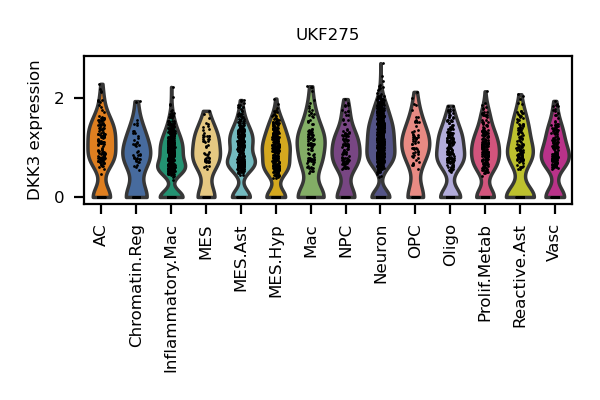 UKF275
DKK3 expression
2
0
AC
Chromatin.Reg
Inflammatory.Mac
MES
MES.Ast
MES.Hyp
Mac
NPC
Neuron
OPC
Oligo
Prolif.Metab
Reactive.Ast
Vasc